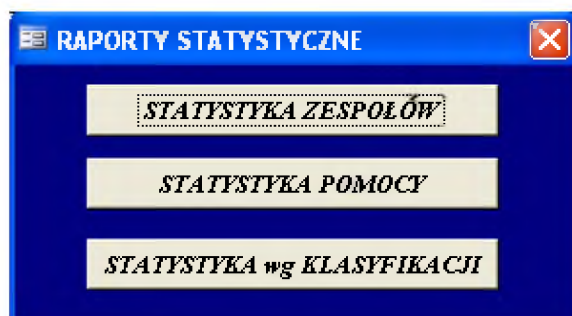 RAPORTY STATYSTYCZNE
STATYSTYKA ZESPOŁÓW
STATYSTYKA POMOCY
STATYSTYKA wg KLASYFIKACJI